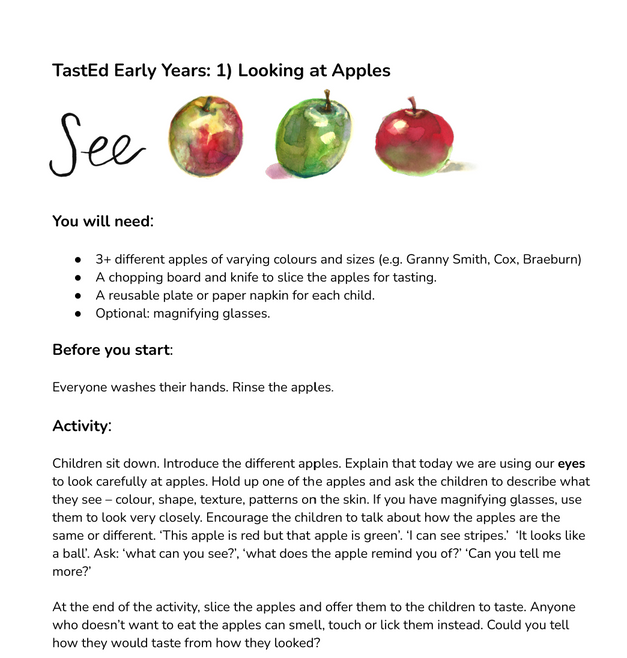 TastEd Early Years: 1) Looking at Apples
See
You will need:
● 3+ different apples of varying colours and sizes (e.g. Granny Smith, Cox, Braeburn)
● A chopping board and knife to slice the apples for tasting.
● A reusable plate or paper napkin for each child.
● Optional: magnifying glasses.
Before you start:
Everyone washes their hands. Rinse the apples.
Activity:
Children sit down. Introduce the different apples. Explain that today we are using our eyes
to look carefully at apples. Hold up one of the apples and ask the children to describe what
they see – colour, shape, texture, patterns on the skin. If you have magnifying glasses, use
them to look very closely. Encourage the children to talk about how the apples are the
same or different. ‘This apple is red but that apple is green’. ‘I can see stripes.’  ‘It looks like
a ball’. Ask: ‘what can you see?’, ‘what does the apple remind you of?’ ‘Can you tell me
more?’
At the end of the activity, slice the apples and offer them to the children to taste. Anyone
who doesn’t want to eat the apples can smell, touch or lick them instead. Could you tell
how they would taste from how they looked?